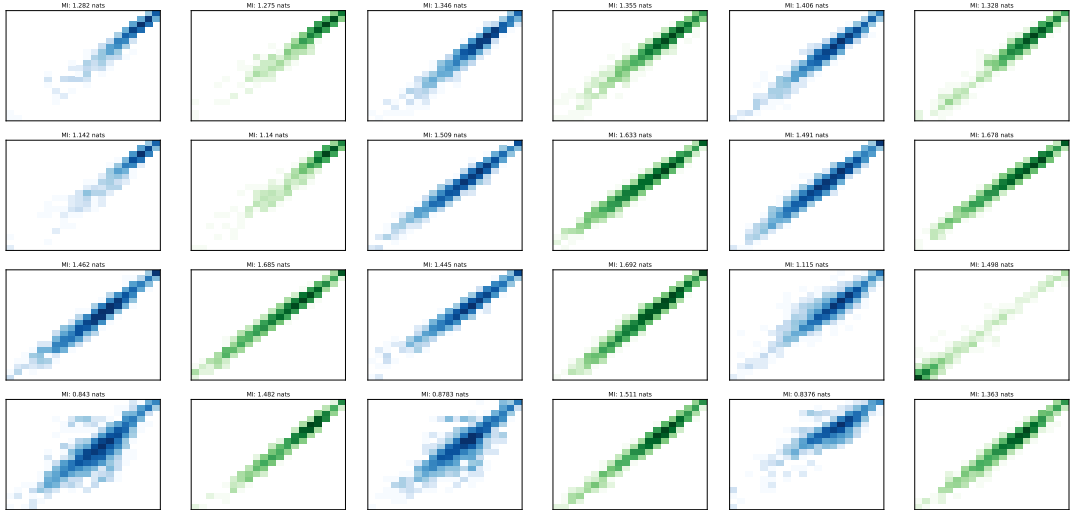 MI: 1.282 nats
MI: 1.275 nats
MI: 1.346 nats
MI: 1.355 nats
MI: 1.406 nats
MI: 1.328 nats
MI: 1.142 nats
MI: 1.14 nats
MI: 1.509 nats
MI: 1.633 nats
MI: 1.491 nats
MI: 1.678 nats
MI: 1.462 nats
MI: 1.685 nats
MI: 1.445 nats
MI: 1.692 nats
MI: 1.115 nats
MI: 1.498 nats
MI: 0.843 nats
MI: 1.482 nats
MI: 0.8783 nats
MI: 1.511 nats
MI: 0.8376 nats
MI: 1.363 nats